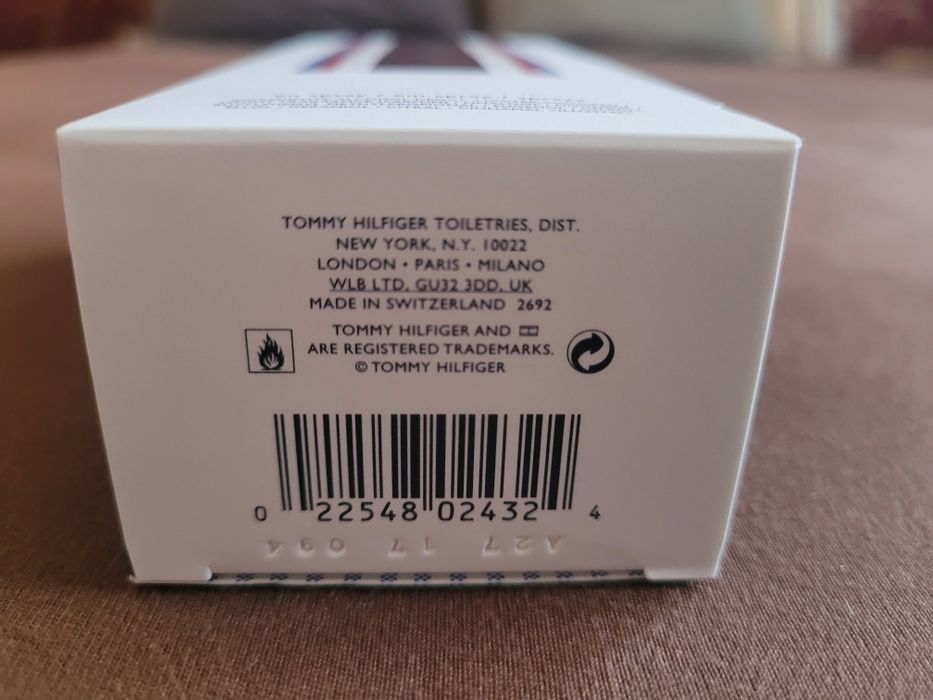 TOMMY HILFIGER TOILETRIES, DIST.
NEW YORK, N.Y. 10022
LONDON • PARIS • MILANO
WLB LTD, GU32 3DD, UK
MADE IN SWITZERLAND 2692
TOMMY HILFIGER AND
ARE REGISTERED TRADEMARKS.
© TOMMY HILFIGER
0 22548 02432 4
A27 17 094